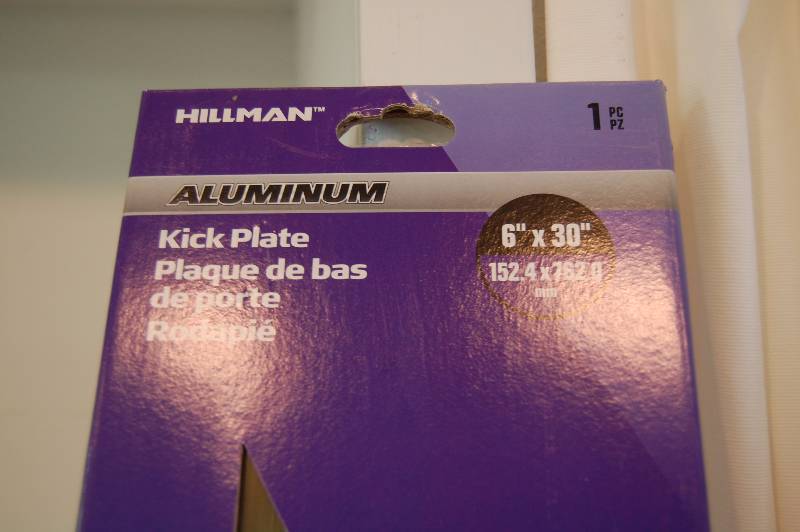 HILLMAN™
1 PC
PZ
ALUMINUM
Kick Plate
Plaque de bas
de porte
Rodapié
6" x 30"
152.4 x 762.0
mm